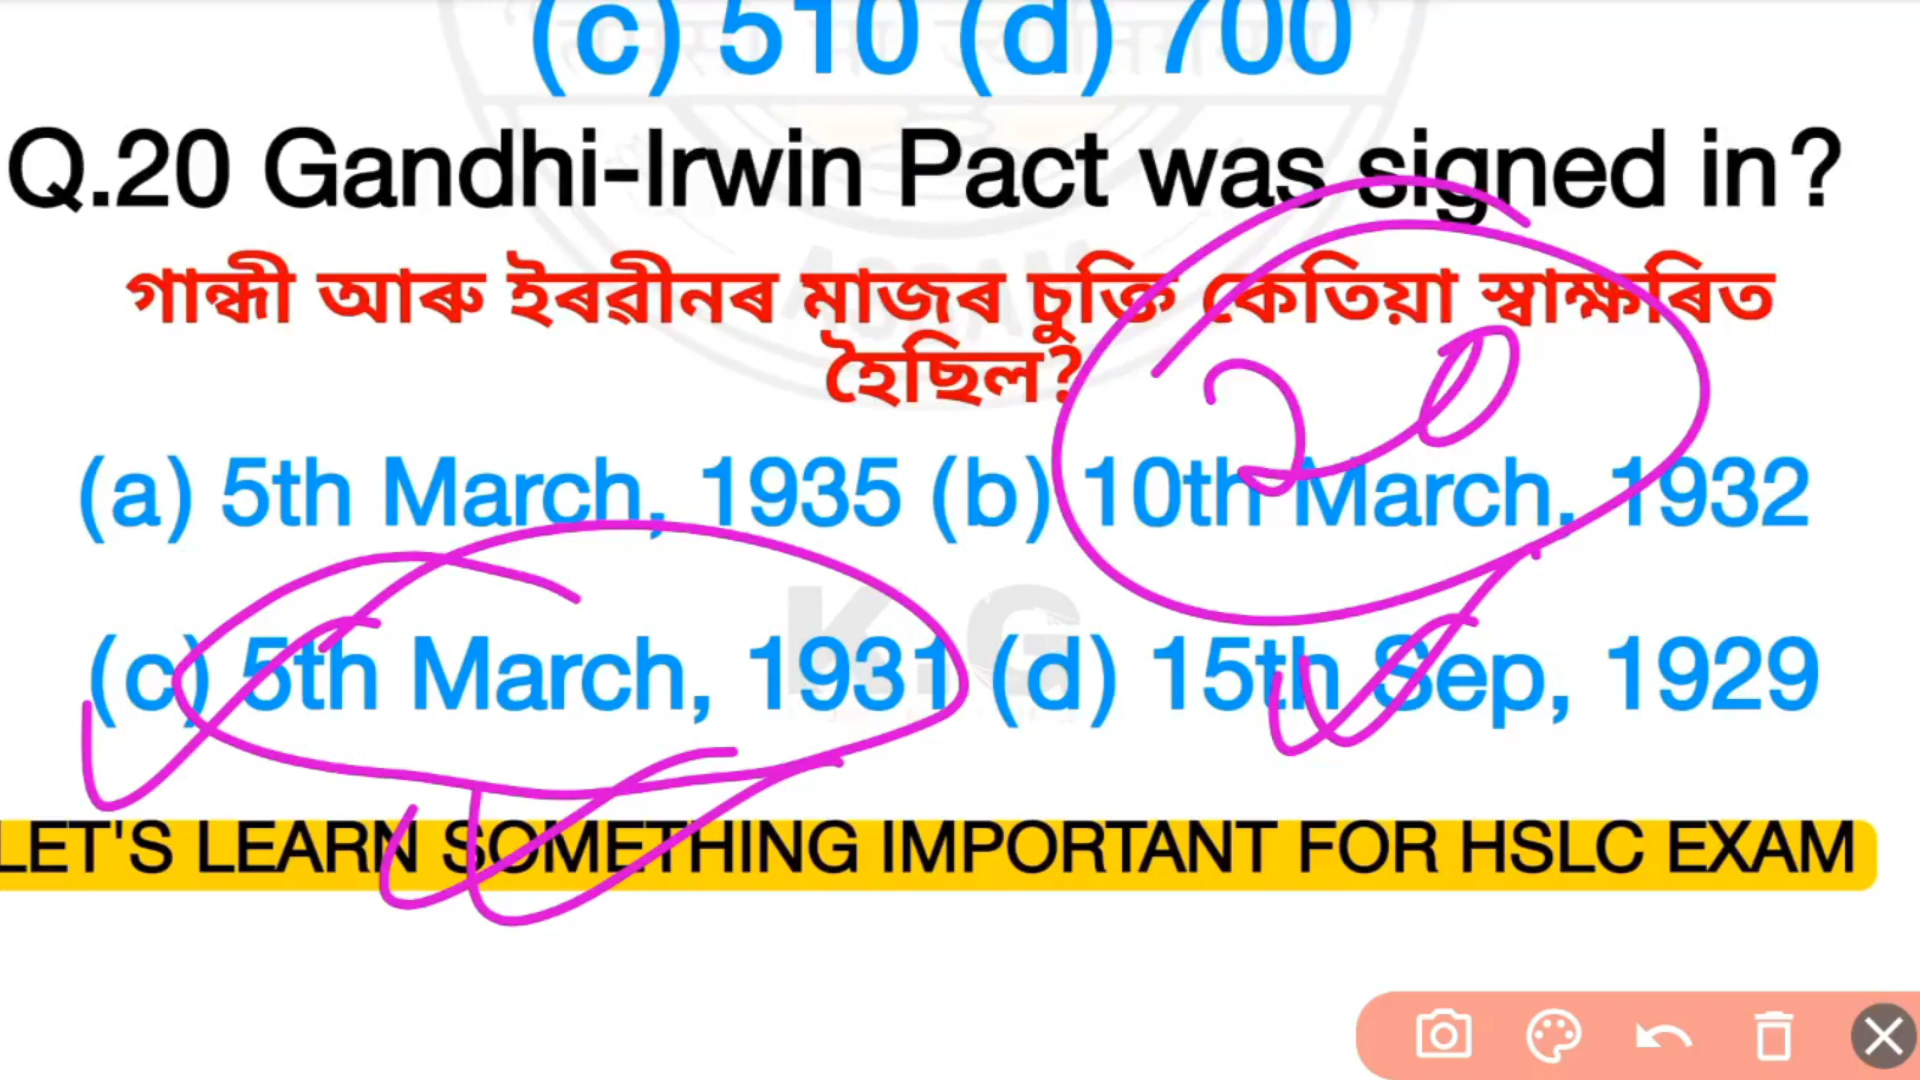 (c) 510 (d) 700
Q.20 Gandhi-Irwin Pact was signed in?
গান্ধী আৰু ইৰৱীনৰ মাজৰ চুক্তি কেতিয়া স্বাক্ষৰিত
হৈছিল?
20
(a) 5th March, 1935 (b) 10th March, 1932
K.G
(c) 5th March, 1931 (d) 15th Sep, 1929
LET'S LEARN SOMETHING IMPORTANT FOR HSLC EXAM